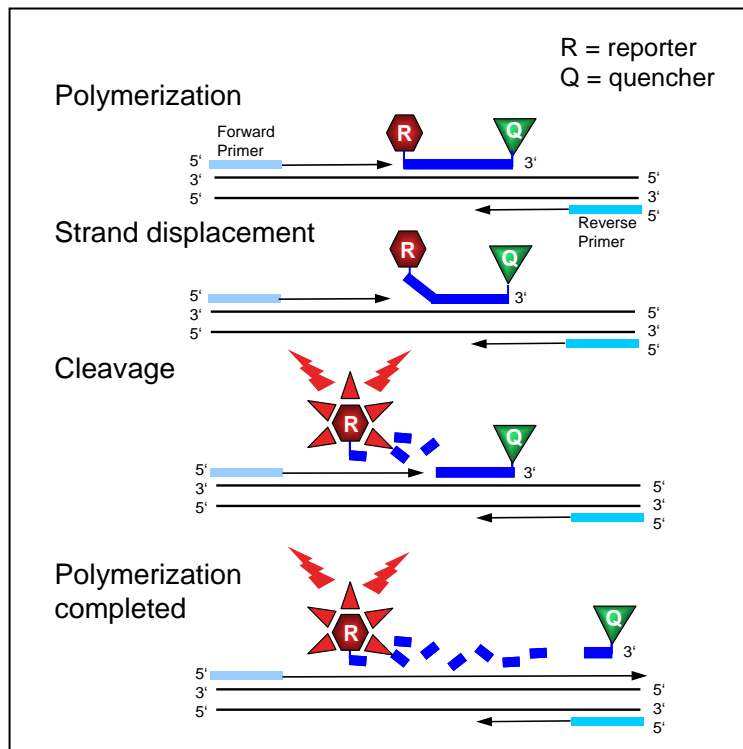 R = reporter
Q = quencher
Polymerization
Forward
Primer
R
Q
5‘
3‘
3‘
5‘
5‘
3‘
5‘
Reverse
Primer
Strand displacement
R
Q
5‘
3‘
3‘
5‘
5‘
3‘
5‘
Cleavage
R
Q
5‘
3‘
3‘
5‘
5‘
3‘
5‘
Polymerization
completed
R
Q
3‘
5‘
3‘
5‘
5‘
3‘
5‘